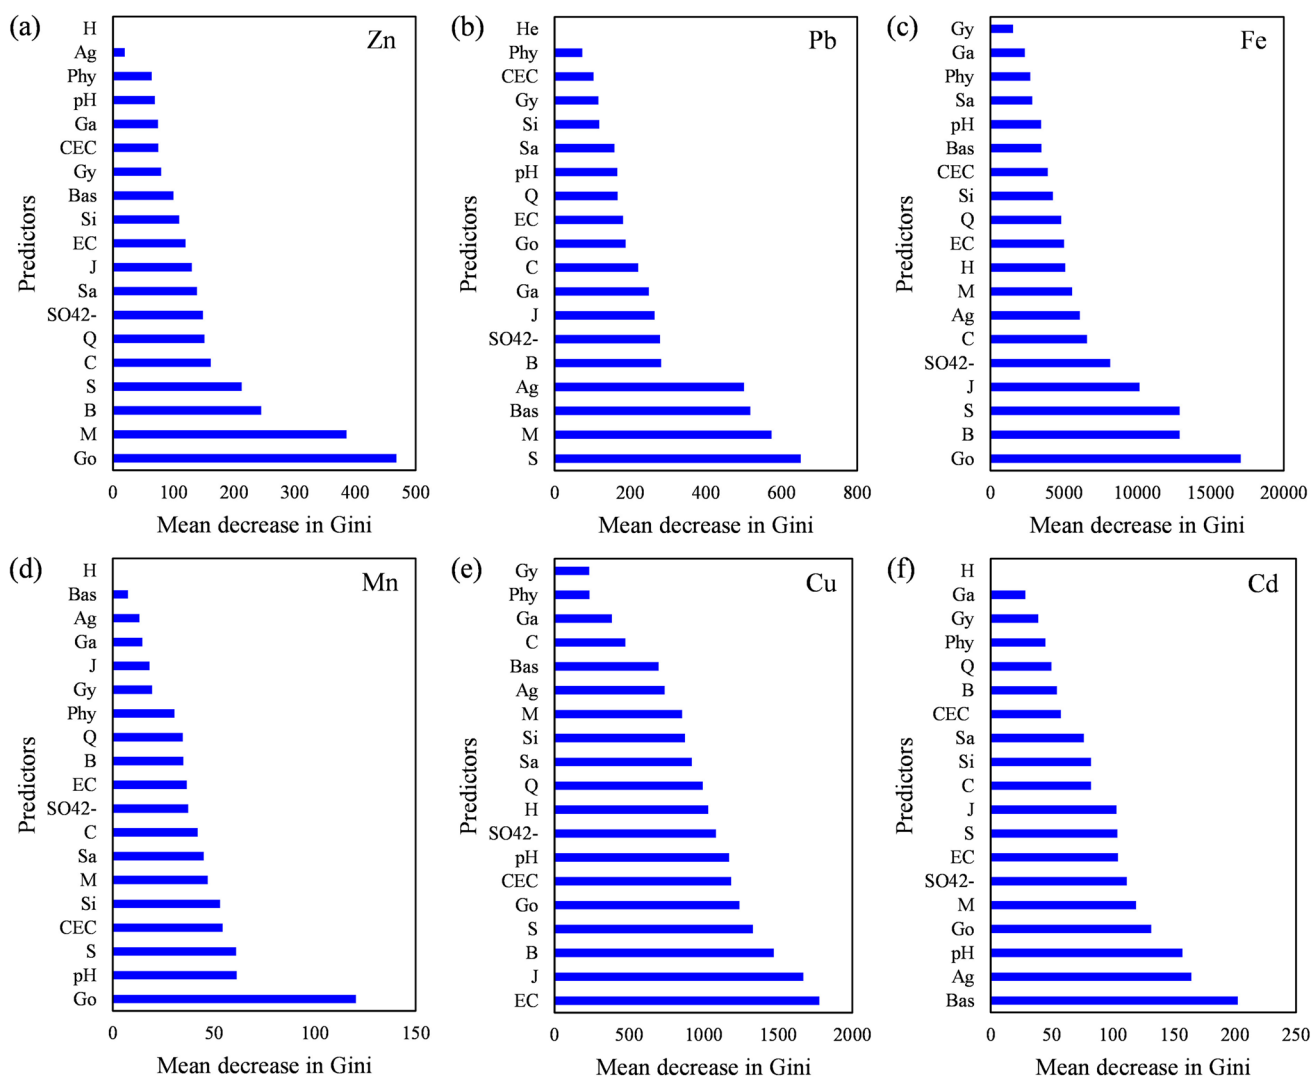 (a)
Zn
Predictors
H
Ag
Phy
pH
Ga
CEC
Gy
Bas
Si
EC
J
Sa
SO42-
Q
C
S
B
M
Go
0 100 200 300 400 500
Mean decrease in Gini
(b)
Pb
Predictors
He
Phy
CEC
Gy
Si
Sa
pH
Q
EC
Go
C
Ga
J
SO42-
B
Ag
Bas
M
S
0 200 400 600 800
Mean decrease in Gini
(c)
Fe
Predictors
Gy
Ga
Phy
Sa
pH
Bas
CEC
Si
Q
EC
H
M
Ag
C
SO42-
J
S
B
Go
0 5000 10000 15000 20000
Mean decrease in Gini
(d)
Mn
Predictors
H
Bas
Ag
Ga
J
Gy
Phy
Q
B
EC
SO42-
C
Sa
M
Si
CEC
S
pH
Go
0 50 100 150
Mean decrease in Gini
(e)
Cu
Predictors
Gy
Phy
Ga
C
Bas
Ag
M
Si
Sa
Q
H
SO42-
pH
CEC
Go
S
B
J
EC
0 500 1000 1500 2000
Mean decrease in Gini
(f)
Cd
Predictors
H
Ga
Gy
Phy
Q
B
CEC
Sa
Si
C
J
S
EC
SO42-
M
Go
pH
Ag
Bas
0 50 100 150 200 250
Mean decrease in Gini